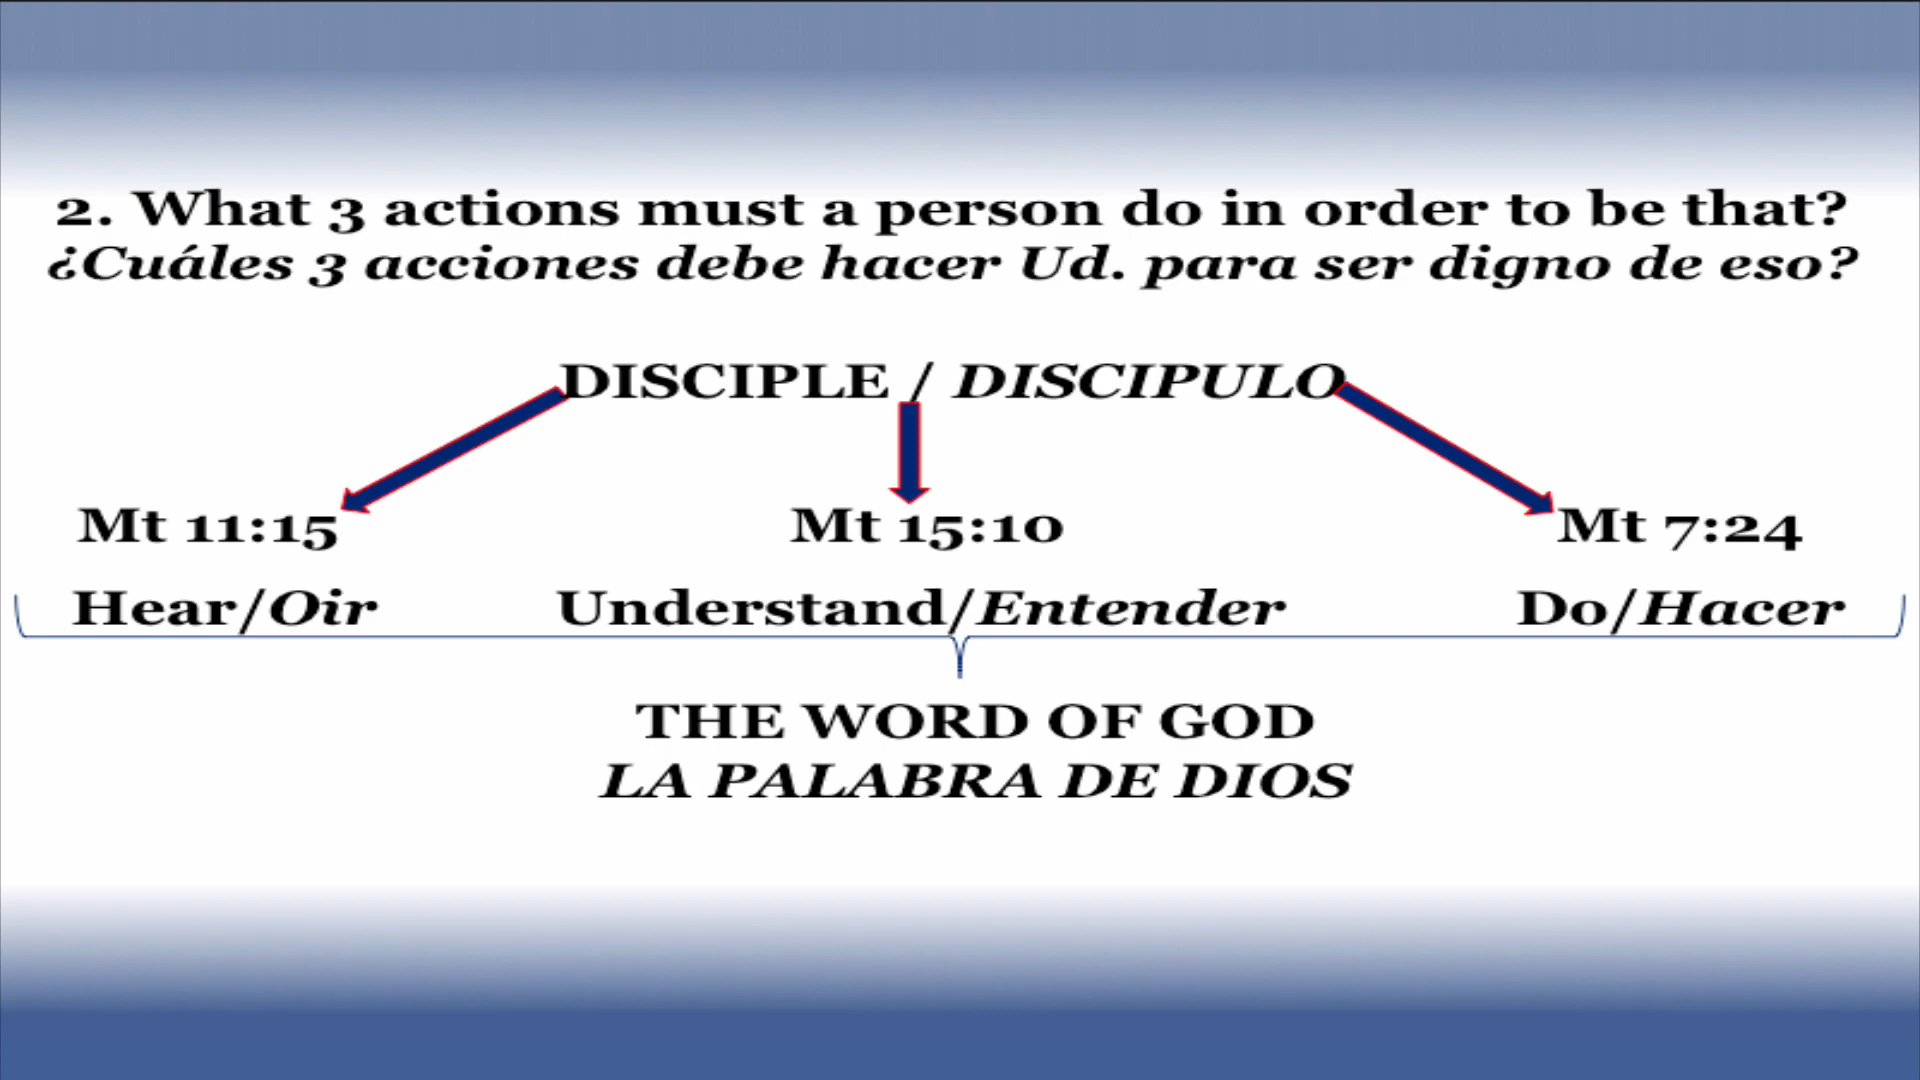 2. What 3 actions must a person do in order to be that?
¿Cuáles 3 acciones debe hacer Ud. para ser digno de eso?
DISCIPLE / DISCIPULO
Mt 11:15 Mt 15:10 Mt 7:24
Hear/Oir Understand/Entender Do/Hacer
THE WORD OF GOD
LA PALABRA DE DIOS